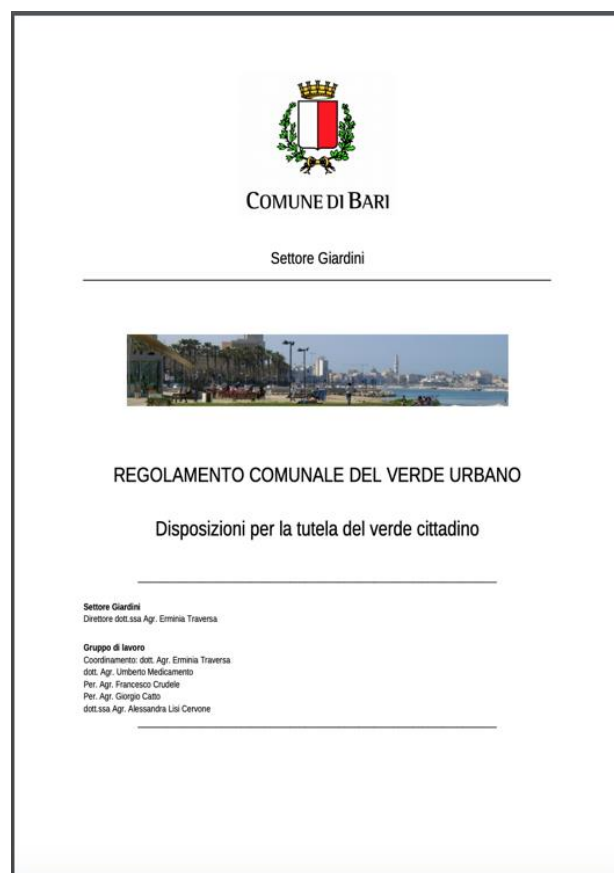 COMUNE DI BARI
Settore Giardini
REGOLAMENTO COMUNALE DEL VERDE URBANO
Disposizioni per la tutela del verde cittadino
Settore Giardini
Direttore dott.ssa Agr. Erminia Traversa
Gruppo di lavoro
Coordinamento: dott. Agr. Erminia Traversa
dott. Agr. Umberto Medicamento
Per. Agr. Francesco Crudele
Per. Agr. Giorgio Catto
dott.ssa Agr. Alessandra Lisi Cervone